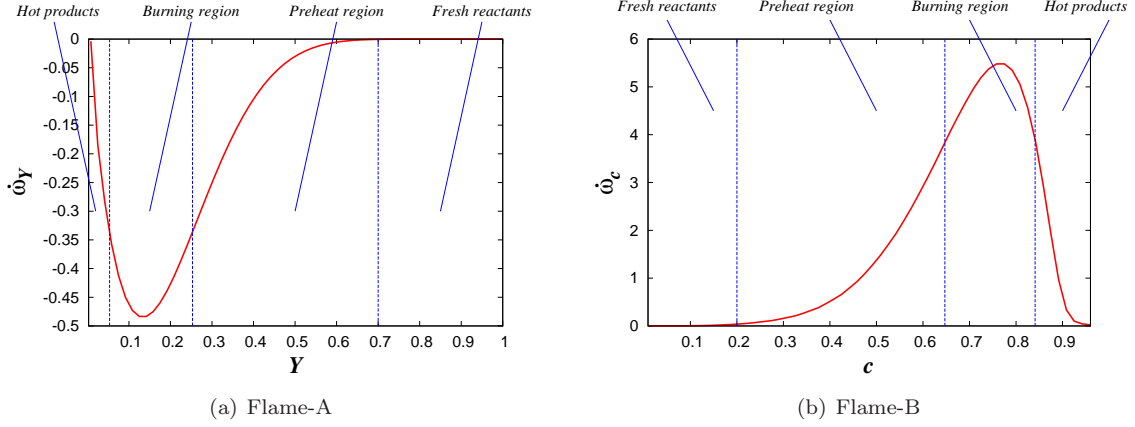 Hot products Burning region Preheat region Fresh reactants
0
-0.05
-0.1
-0.15
-0.2
-0.25
-0.3
-0.35
-0.4
-0.45
-0.5
ω̇_Y
0.1 0.2 0.3 0.4 0.5 0.6 0.7 0.8 0.9 1
Y
(a) Flame-A
Fresh reactants Preheat region Burning region Hot products
6
5
4
3
2
1
0
ω̇_c
0.1 0.2 0.3 0.4 0.5 0.6 0.7 0.8 0.9
c
(b) Flame-B